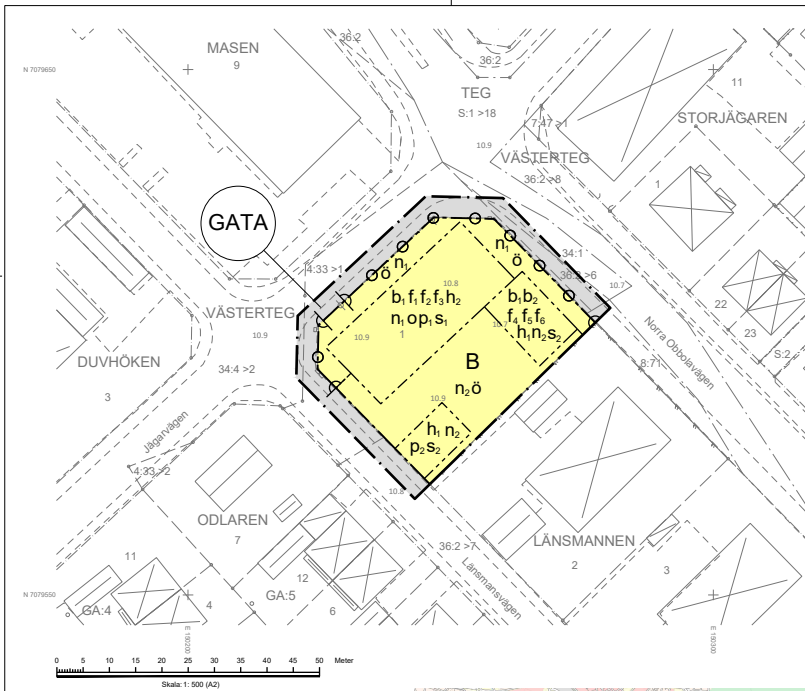 MASEN
9
36:2
36:2
N 7079650
TEG
S:1 >18
11
7:47 >1
STORJÄGAREN
10.9
VÄSTERTEG
36:2 >8
1
GATA
n₁
ö
n₁
ö
34:1
4:33 >1
10.8
36:2 >6
10.7
b₁ f₁ f₂ f₃ h₂
n₁ o p₁ s₁
b₁ b₂
f₄ f₅ f₆
h₁ n₂ s₂
10.7
VÄSTERTEG
10.9
10.9
1
22
23
S:2
Norra Obbolavägen
8:71
DUVHÖKEN
3
34:4 >2
B
n₂ ö
10.9
h₁ n₂
p₂ s₂
Jägarvägen
4:33 >2
10.8
ODLAREN
7
36:2 >7
LÄNSMANNEN
2
3
11
12
GA:5
GA:4
4
6
Länsmansvägen
N 7079550
E 190200
E 190300
0 5 10 15 20 25 30 35 40 45 50 Meter
Skala: 1: 500 (A2)